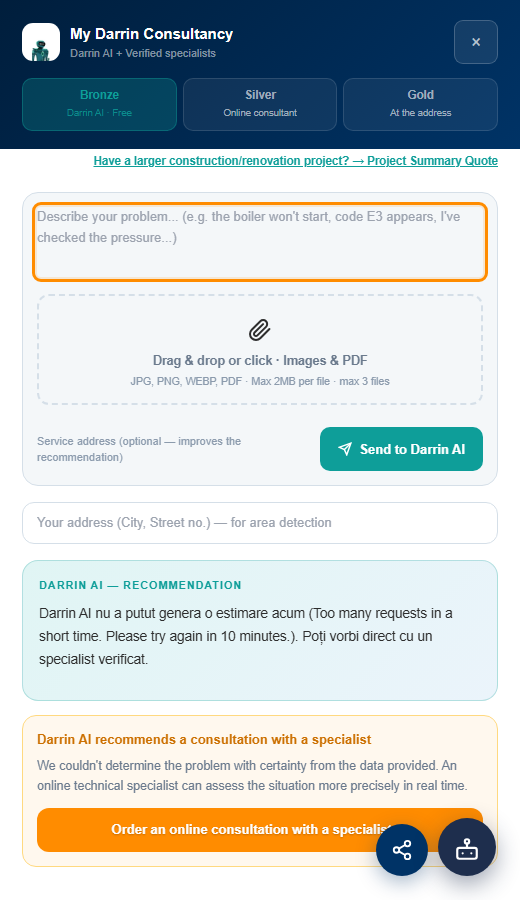 My Darrin Consultancy
Darrin AI + Verified specialists
×
Bronze
Darrin AI · Free
Silver
Online consultant
Gold
At the address
Have a larger construction/renovation project? → Project Summary Quote
Describe your problem... (e.g. the boiler won't start, code E3 appears, I've
checked the pressure...)
Drag & drop or click · Images & PDF
JPG, PNG, WEBP, PDF · Max 2MB per file · max 3 files
Service address (optional — improves the
recommendation)
Send to Darrin AI
Your address (City, Street no.) — for area detection
DARRIN AI — RECOMMENDATION
Darrin AI nu a putut genera o estimare acum (Too many requests in a
short time. Please try again in 10 minutes.). Poți vorbi direct cu un
specialist verificat.
Darrin AI recommends a consultation with a specialist
We couldn't determine the problem with certainty from the data provided. An
online technical specialist can assess the situation more precisely in real time.
Order an online consultation with a specialist